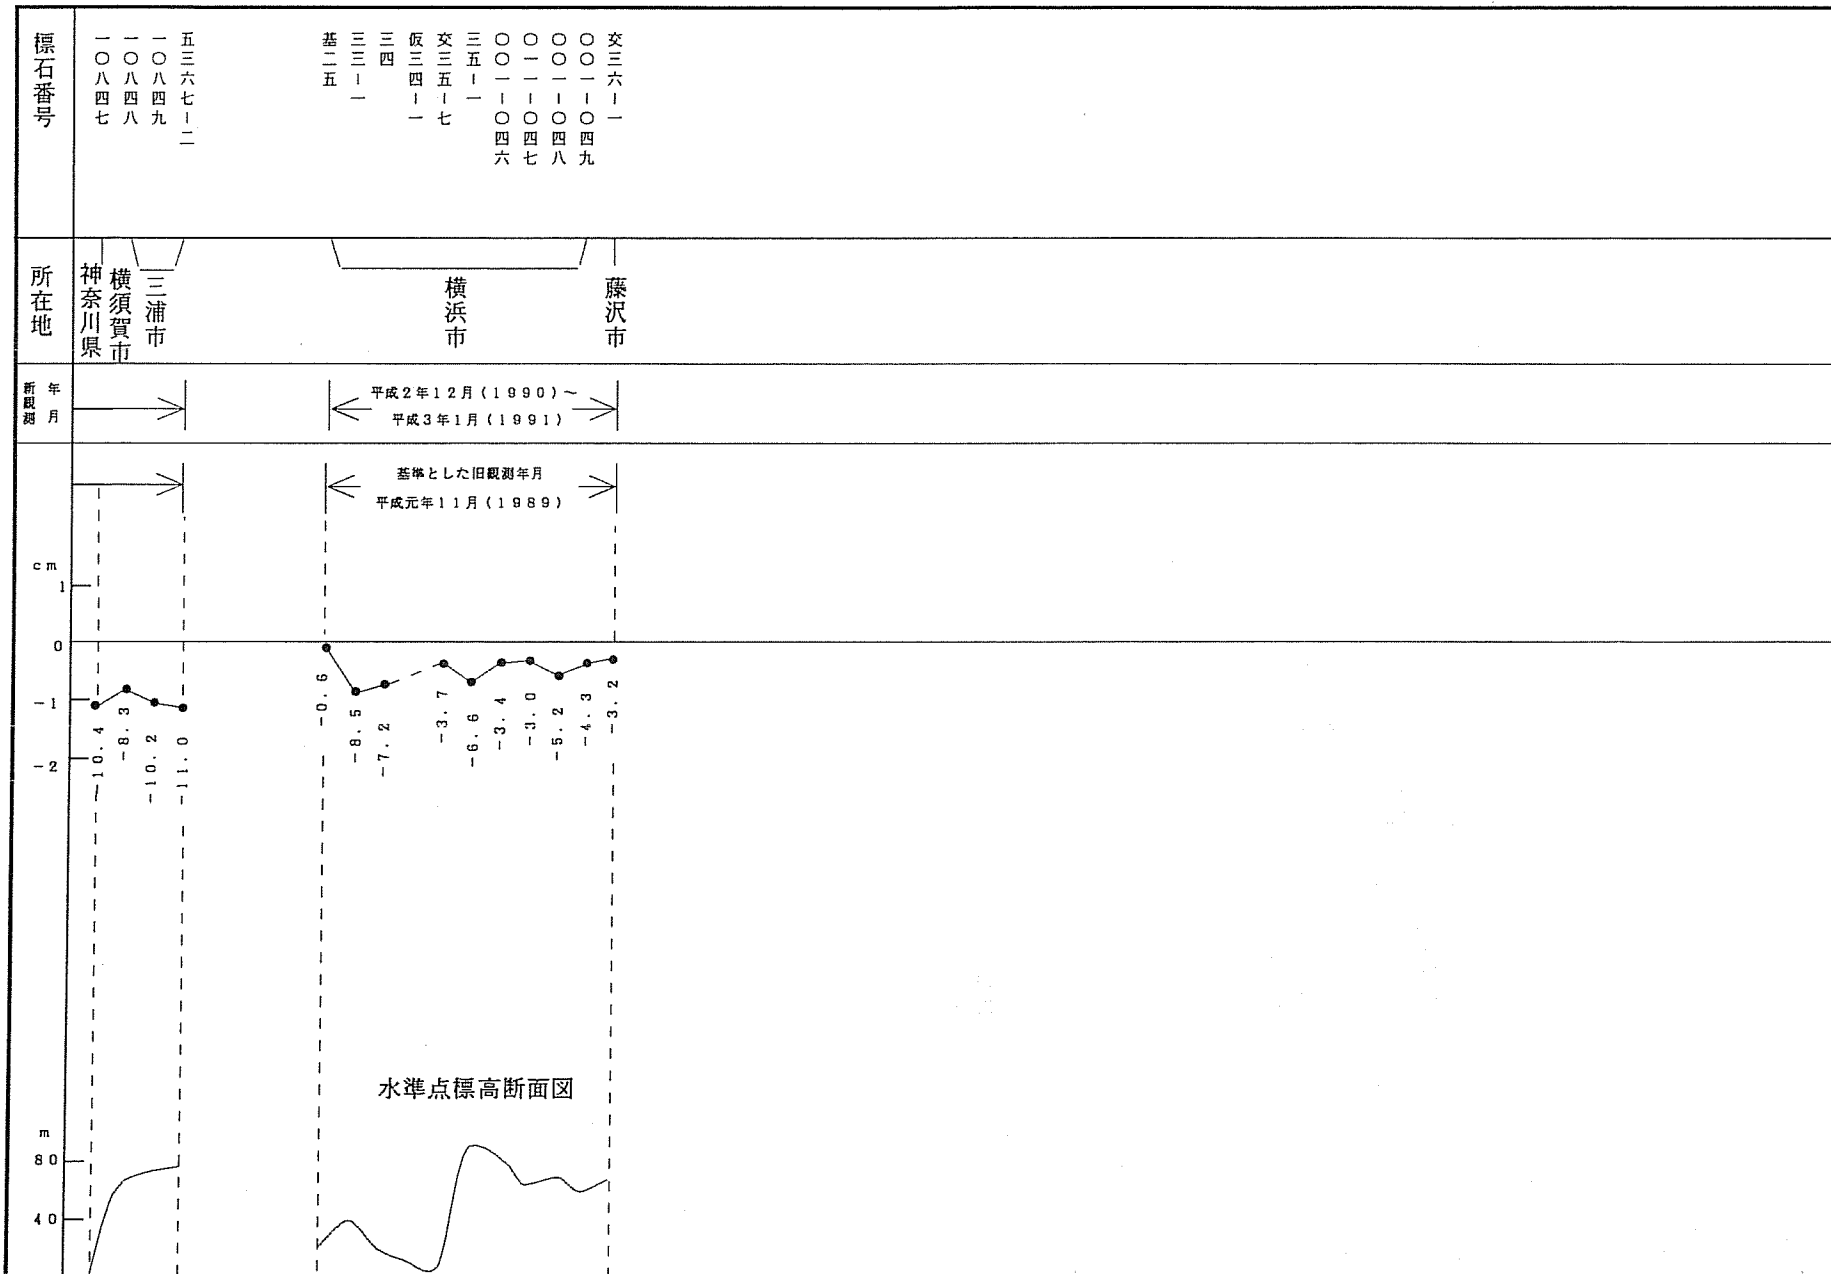 標石番号
一〇八四七
一〇八四八
一〇八四九
五三六七ー二
基二五
三三ー一
三四
仮三四ー一
交三五ー七
三五ー一
〇〇一ー〇四六
〇一一ー〇四七
〇〇一ー〇四八
〇〇一ー〇四九
交三六ー一
所在地
神奈川県
横須賀市
三浦市
横浜市
藤沢市
新観測
年月
平成2年12月(1990)~
平成3年1月(1991)
基準とした旧観測年月
平成元年11月(1989)
cm
1
0
-1
-2
-10.4
-8.3
-10.2
-11.0
-0.6
-8.5
-7.2
-3.7
-6.6
-3.4
-3.0
-5.2
-4.3
-3.2
水準点標高断面図
m
80
40